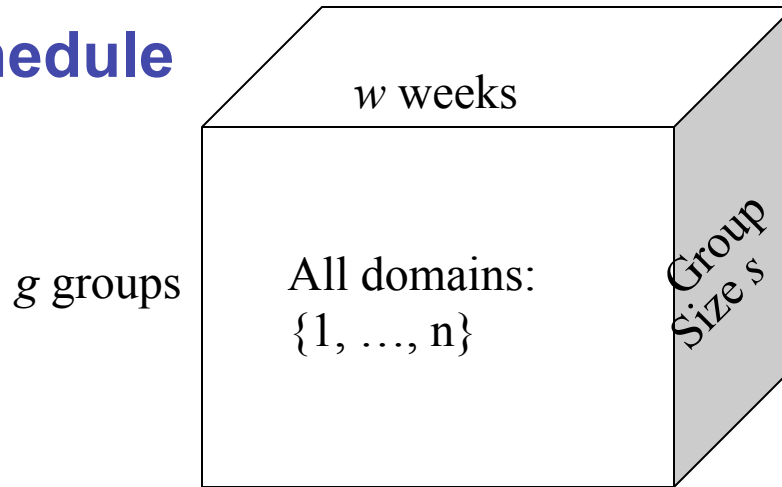 hedule
w weeks
g groups
All domains:
{1, …, n}
Group
Size s